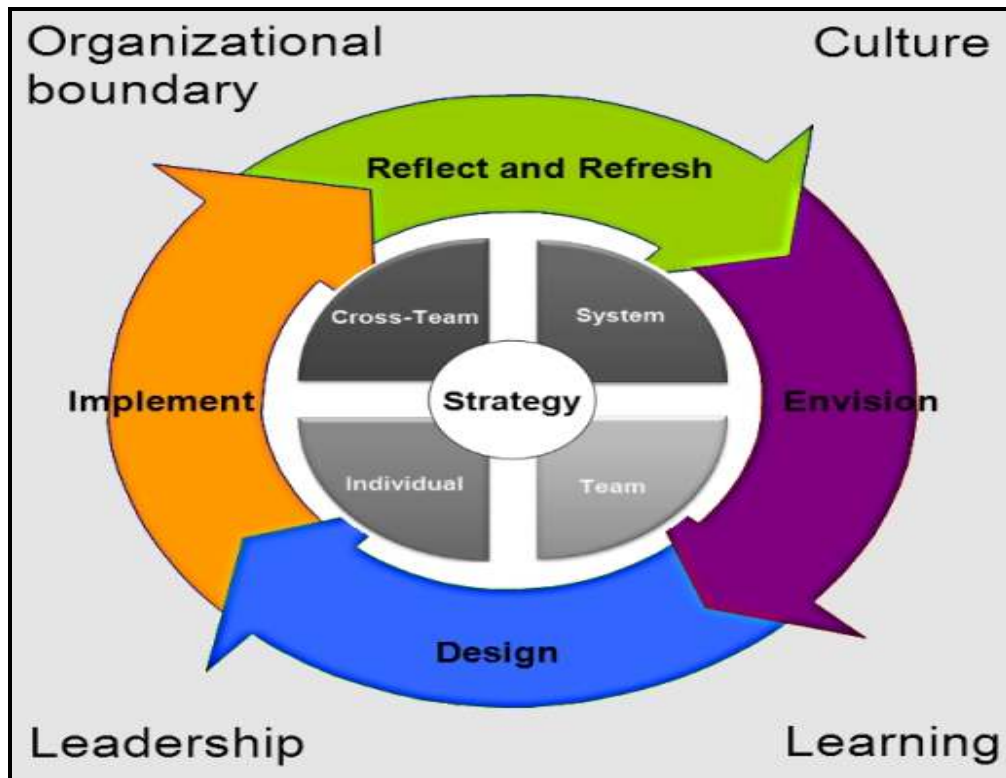 Organizational
boundary
Culture
Reflect and Refresh
Cross-Team
System
Implement
Strategy
Envision
Individual
Team
Design
Leadership
Learning